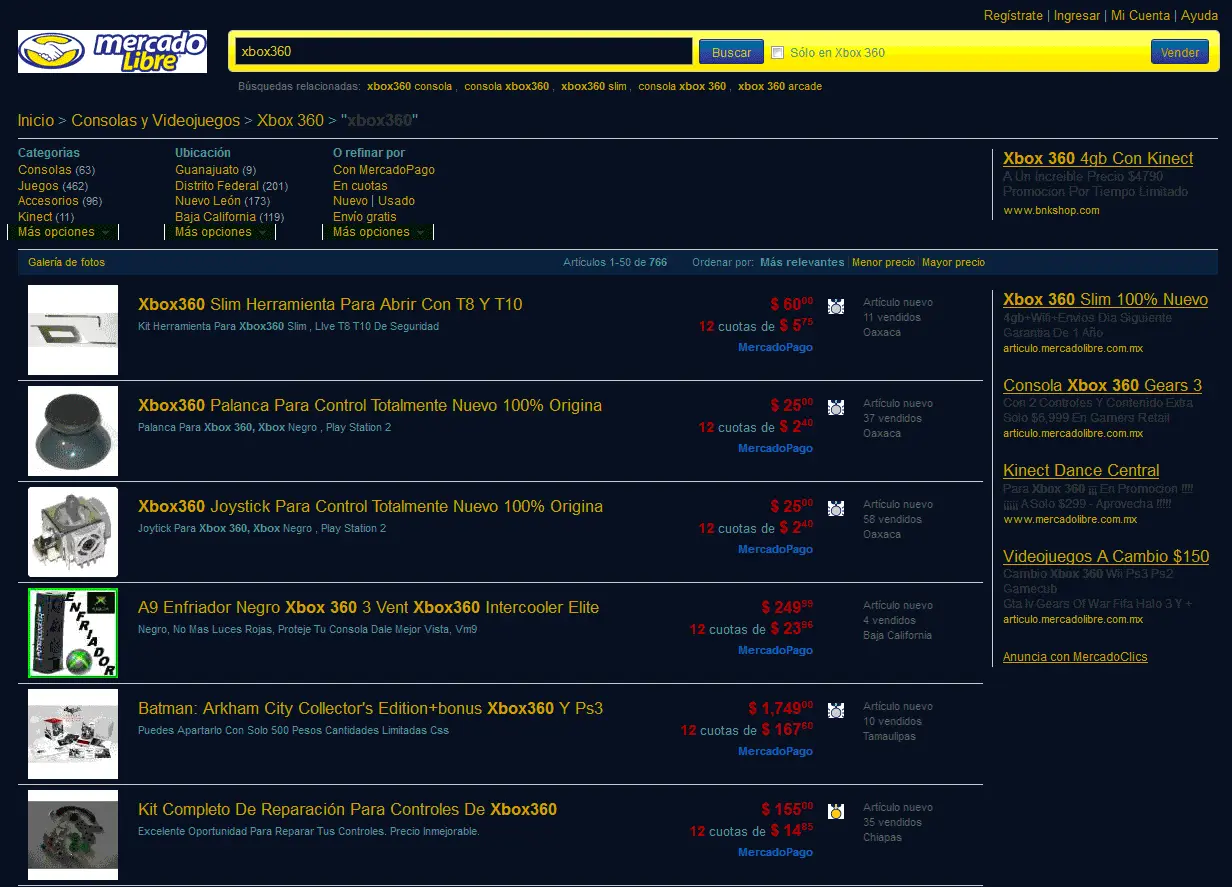 Regístrate | Ingresar | Mi Cuenta | Ayuda
mercado Libre
xbox360
Buscar
Sólo en Xbox 360
Vender
Búsquedas relacionadas: xbox360 consola , consola xbox360 , xbox360 slim , consola xbox 360 , xbox 360 arcade
Inicio > Consolas y Videojuegos > Xbox 360 > "xbox360"
Categorías
Consolas (63)
Juegos (462)
Accesorios (96)
Kinect (11)
Más opciones
Ubicación
Guanajuato (9)
Distrito Federal (201)
Nuevo León (173)
Baja California (119)
Más opciones
O refinar por
Con MercadoPago
En cuotas
Nuevo | Usado
Envío gratis
Más opciones
Xbox 360 4gb Con Kinect
A Un Increible Precio $4790
Promocion Por Tiempo Limitado
www.bnkshop.com
Galería de fotos
Artículos 1-50 de 766
Ordenar por: Más relevantes | Menor precio | Mayor precio
Xbox360 Slim Herramienta Para Abrir Con T8 Y T10
Kit Herramienta Para Xbox360 Slim , Llve T8 T10 De Seguridad
$ 60 00
12 cuotas de $ 5 75
MercadoPago
Artículo nuevo
11 vendidos
Oaxaca
Xbox360 Palanca Para Control Totalmente Nuevo 100% Origina
Palanca Para Xbox 360, Xbox Negro , Play Station 2
$ 25 00
12 cuotas de $ 2 40
MercadoPago
Artículo nuevo
37 vendidos
Oaxaca
Xbox360 Joystick Para Control Totalmente Nuevo 100% Origina
Joytick Para Xbox 360, Xbox Negro , Play Station 2
$ 25 00
12 cuotas de $ 2 40
MercadoPago
Artículo nuevo
58 vendidos
Oaxaca
ENFRIADOR
A9 Enfriador Negro Xbox 360 3 Vent Xbox360 Intercooler Elite
Negro, No Mas Luces Rojas, Proteje Tu Consola Dale Mejor Vista, Vm9
$ 249 99
12 cuotas de $ 23 96
MercadoPago
Artículo nuevo
4 vendidos
Baja California
Batman: Arkham City Collector's Edition+bonus Xbox360 Y Ps3
Puedes Apartarlo Con Solo 500 Pesos Cantidades Limitadas Css
$ 1,749 00
12 cuotas de $ 167 60
MercadoPago
Artículo nuevo
10 vendidos
Tamaulipas
Kit Completo De Reparación Para Controles De Xbox360
Excelente Oportunidad Para Reparar Tus Controles. Precio Inmejorable.
$ 155 00
12 cuotas de $ 14 85
MercadoPago
Artículo nuevo
35 vendidos
Chiapas
Xbox 360 Slim 100% Nuevo
4gb+Wifi+Envios Dia Siguiente
Garantia De 1 Año
articulo.mercadolibre.com.mx
Consola Xbox 360 Gears 3
Con 2 Controles Y Contenido Extra
Solo $6,999 En Gamers Retail
articulo.mercadolibre.com.mx
Kinect Dance Central
Para Xbox 360 ¡¡¡ En Promocion !!!!
¡¡¡¡¡ A Solo $299 - Aprovecha !!!!!
www.mercadolibre.com.mx
Videojuegos A Cambio $150
Cambio Xbox 360 Wii Ps3 Ps2
Gamecub
Gta Iv Gears Of War Fifa Halo 3 Y +
articulo.mercadolibre.com.mx
Anuncia con MercadoClics